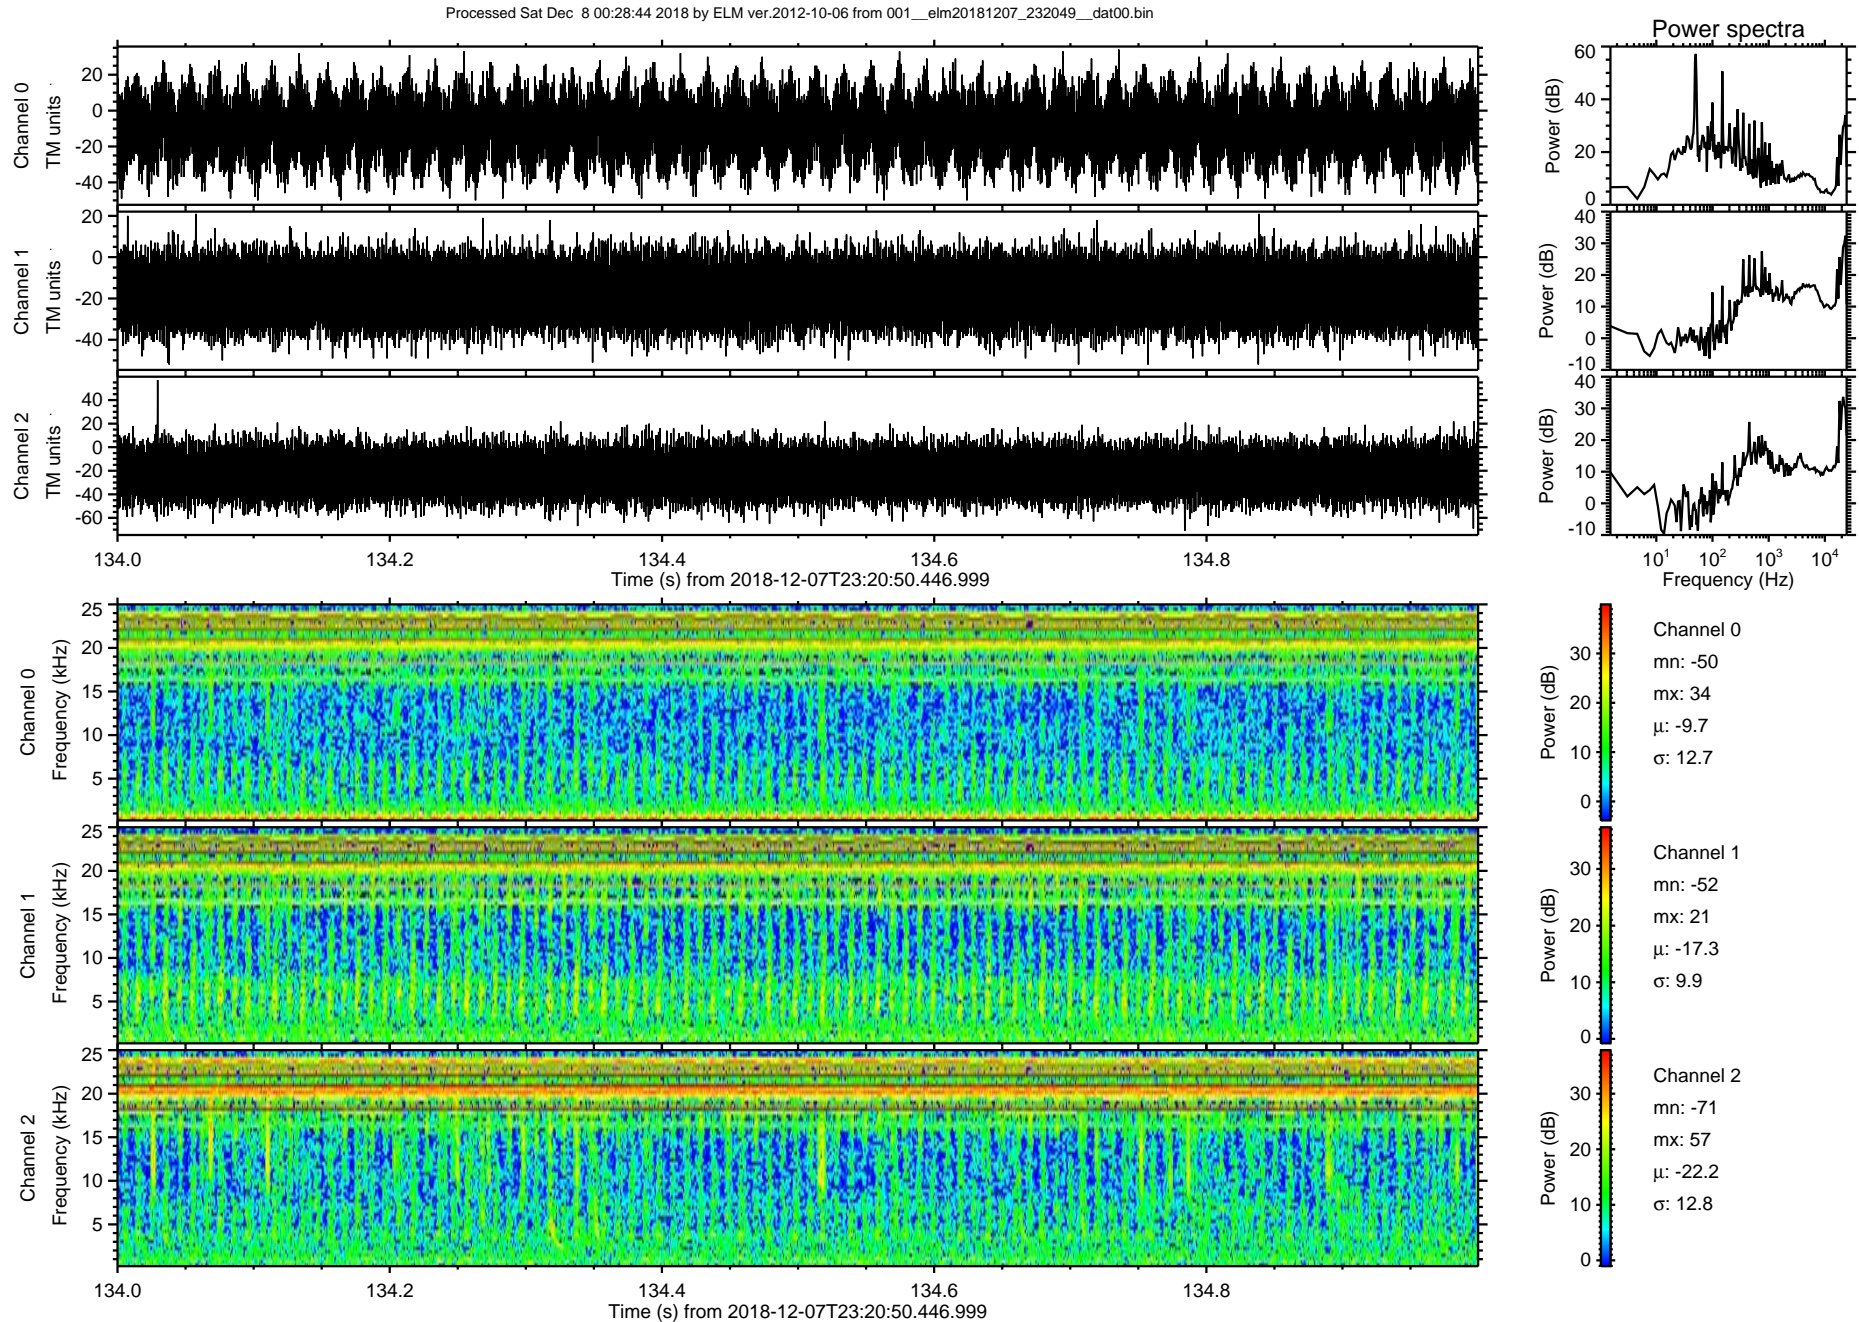 Processed Sat Dec  8 00:28:44 2018 by ELM ver.2012-10-06 from 001__elm20181207_232049__dat00.bin
Power spectra
Channel 0
TM units
20
0
-20
-40
Power (dB)
60
40
20
0
Channel 1
TM units
20
0
-20
-40
Power (dB)
40
30
20
10
0
-10
Channel 2
TM units
40
20
0
-20
-40
-60
Power (dB)
40
30
20
10
0
-10
134.0 134.2 134.4 134.6 134.8
Time (s) from 2018-12-07T23:20:50.446.999
10^1 10^2 10^3 10^4
Frequency (Hz)
Channel 0
Frequency (kHz)
25
20
15
10
5
Power (dB)
30
20
10
0
Channel 0
mn: -50
mx: 34
μ: -9.7
σ: 12.7
Channel 1
Frequency (kHz)
25
20
15
10
5
Power (dB)
30
20
10
0
Channel 1
mn: -52
mx: 21
μ: -17.3
σ: 9.9
Channel 2
Frequency (kHz)
25
20
15
10
5
Power (dB)
30
20
10
0
Channel 2
mn: -71
mx: 57
μ: -22.2
σ: 12.8
134.0 134.2 134.4 134.6 134.8
Time (s) from 2018-12-07T23:20:50.446.999